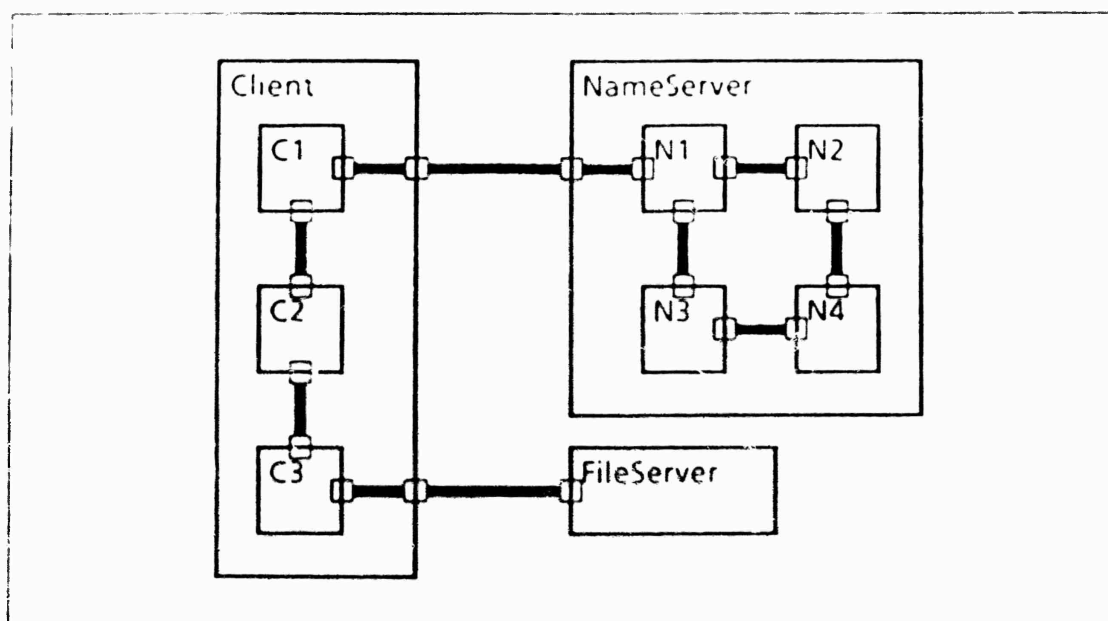 Client
NameServer
C1
N1
N2
C2
N3
N4
C3
FileServer